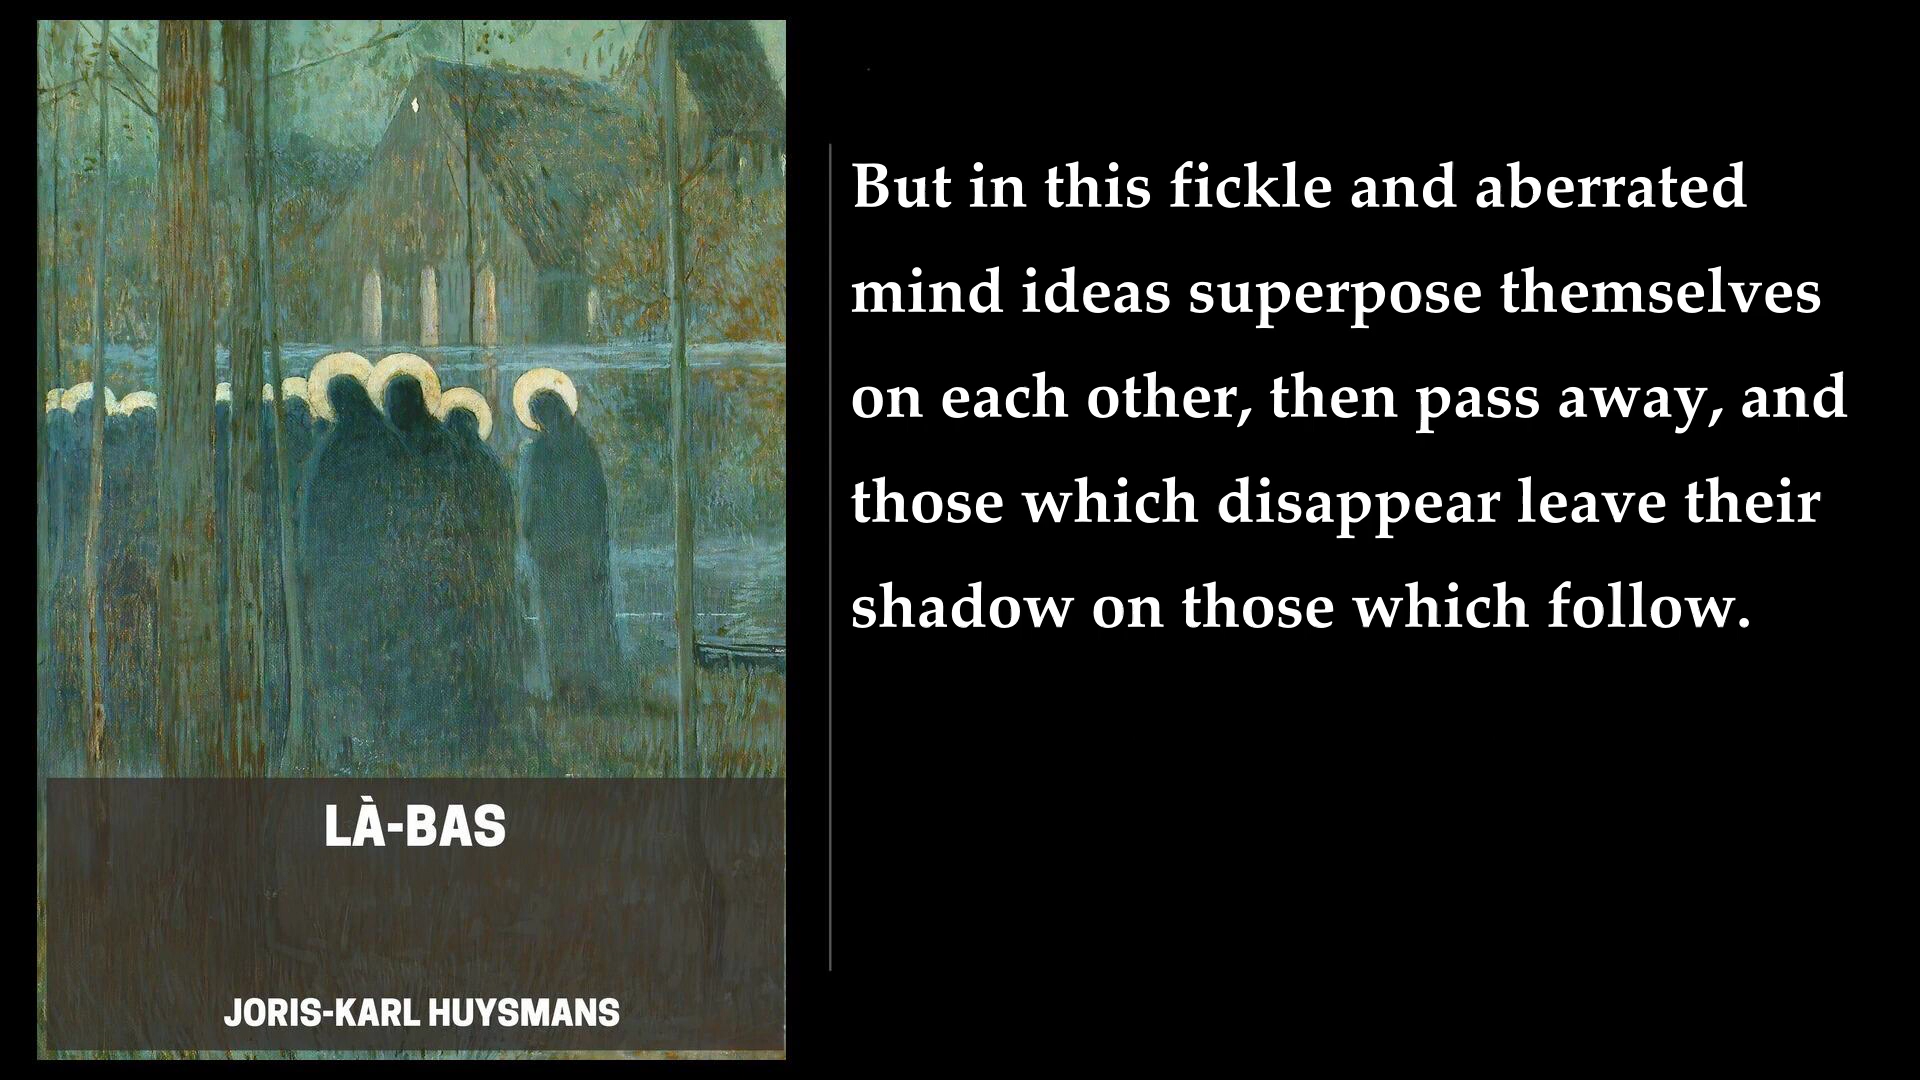 But in this fickle and aberrated
mind ideas superpose themselves
on each other, then pass away, and
those which disappear leave their
shadow on those which follow.
LÀ-BAS
JORIS-KARL HUYSMANS